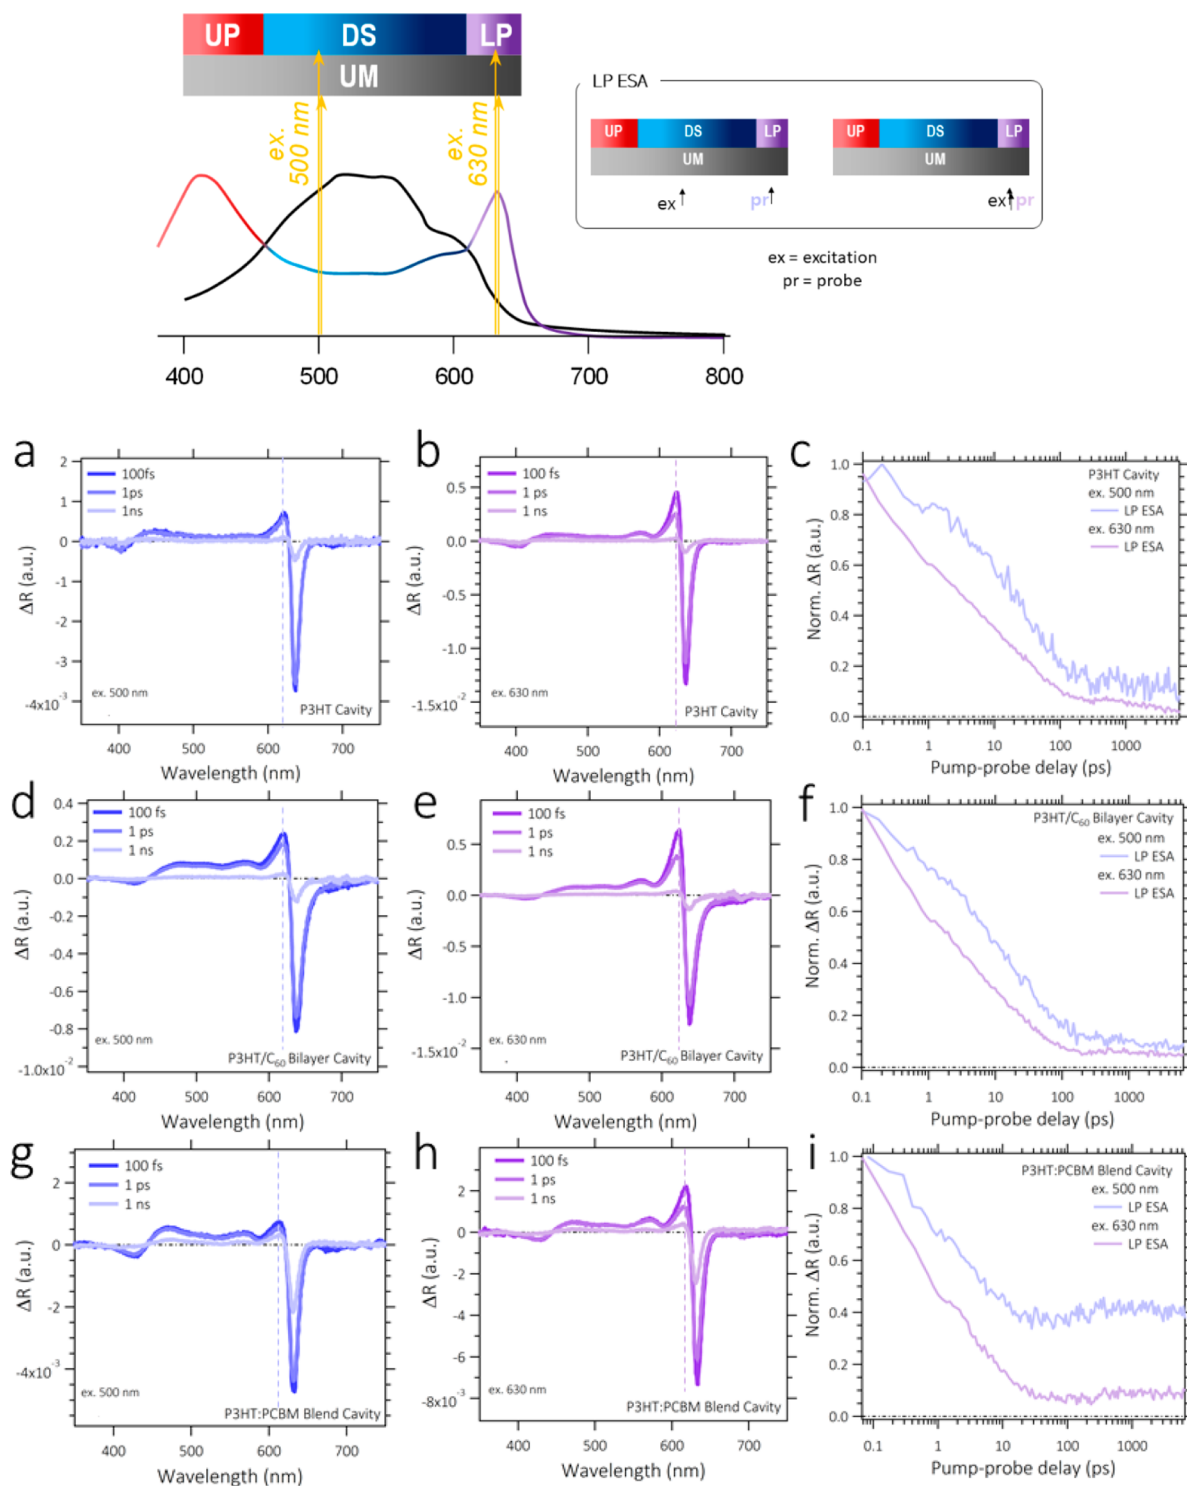 UP DS LP
UM
ex. 500 nm
ex. 630 nm
400 500 600 700 800
LP ESA
UP DS LP
UM
ex pr
UP DS LP
UM
ex pr
ex = excitation
pr = probe
a
2
1
0
-1
-2
-3
-4x10⁻³
ΔR (a.u.)
100fs
1ps
1ns
ex. 500 nm
P3HT Cavity
400 500 600 700
Wavelength (nm)
b
0.5
0.0
-0.5
-1.0
-1.5x10⁻²
ΔR (a.u.)
100 fs
1 ps
1 ns
ex. 630 nm
P3HT Cavity
400 500 600 700
Wavelength (nm)
c
1.0
0.8
0.6
0.4
0.2
0.0
Norm. ΔR (a.u.)
P3HT Cavity
ex. 500 nm
LP ESA
ex. 630 nm
LP ESA
0.1 1 10 100 1000
Pump-probe delay (ps)
d
0.4
0.2
0.0
-0.2
-0.4
-0.6
-0.8
-1.0x10⁻²
ΔR (a.u.)
100 fs
1 ps
1 ns
ex. 500 nm
P3HT/C₆₀ Bilayer Cavity
400 500 600 700
Wavelength (nm)
e
0.5
0.0
-0.5
-1.0
-1.5x10⁻²
ΔR (a.u.)
100 fs
1 ps
1 ns
ex. 630 nm
P3HT/C₆₀ Bilayer Cavity
400 500 600 700
Wavelength (nm)
f
1.0
0.8
0.6
0.4
0.2
0.0
Norm. ΔR (a.u.)
P3HT/C₆₀ Bilayer Cavity
ex. 500 nm
LP ESA
ex. 630 nm
LP ESA
0.1 1 10 100 1000
Pump-probe delay (ps)
g
2
0
-2
-4x10⁻³
ΔR (a.u.)
100 fs
1 ps
1 ns
ex. 500 nm
P3HT:PCBM Blend Cavity
400 500 600 700
Wavelength (nm)
h
2
0
-2
-4
-6
-8x10⁻³
ΔR (a.u.)
100 fs
1 ps
1 ns
ex. 630 nm
P3HT:PCBM Blend Cavity
400 500 600 700
Wavelength (nm)
i
1.0
0.8
0.6
0.4
0.2
0.0
Norm. ΔR (a.u.)
P3HT:PCBM Blend Cavity
ex. 500 nm
LP ESA
ex. 630 nm
LP ESA
0.1 1 10 100 1000
Pump-probe delay (ps)